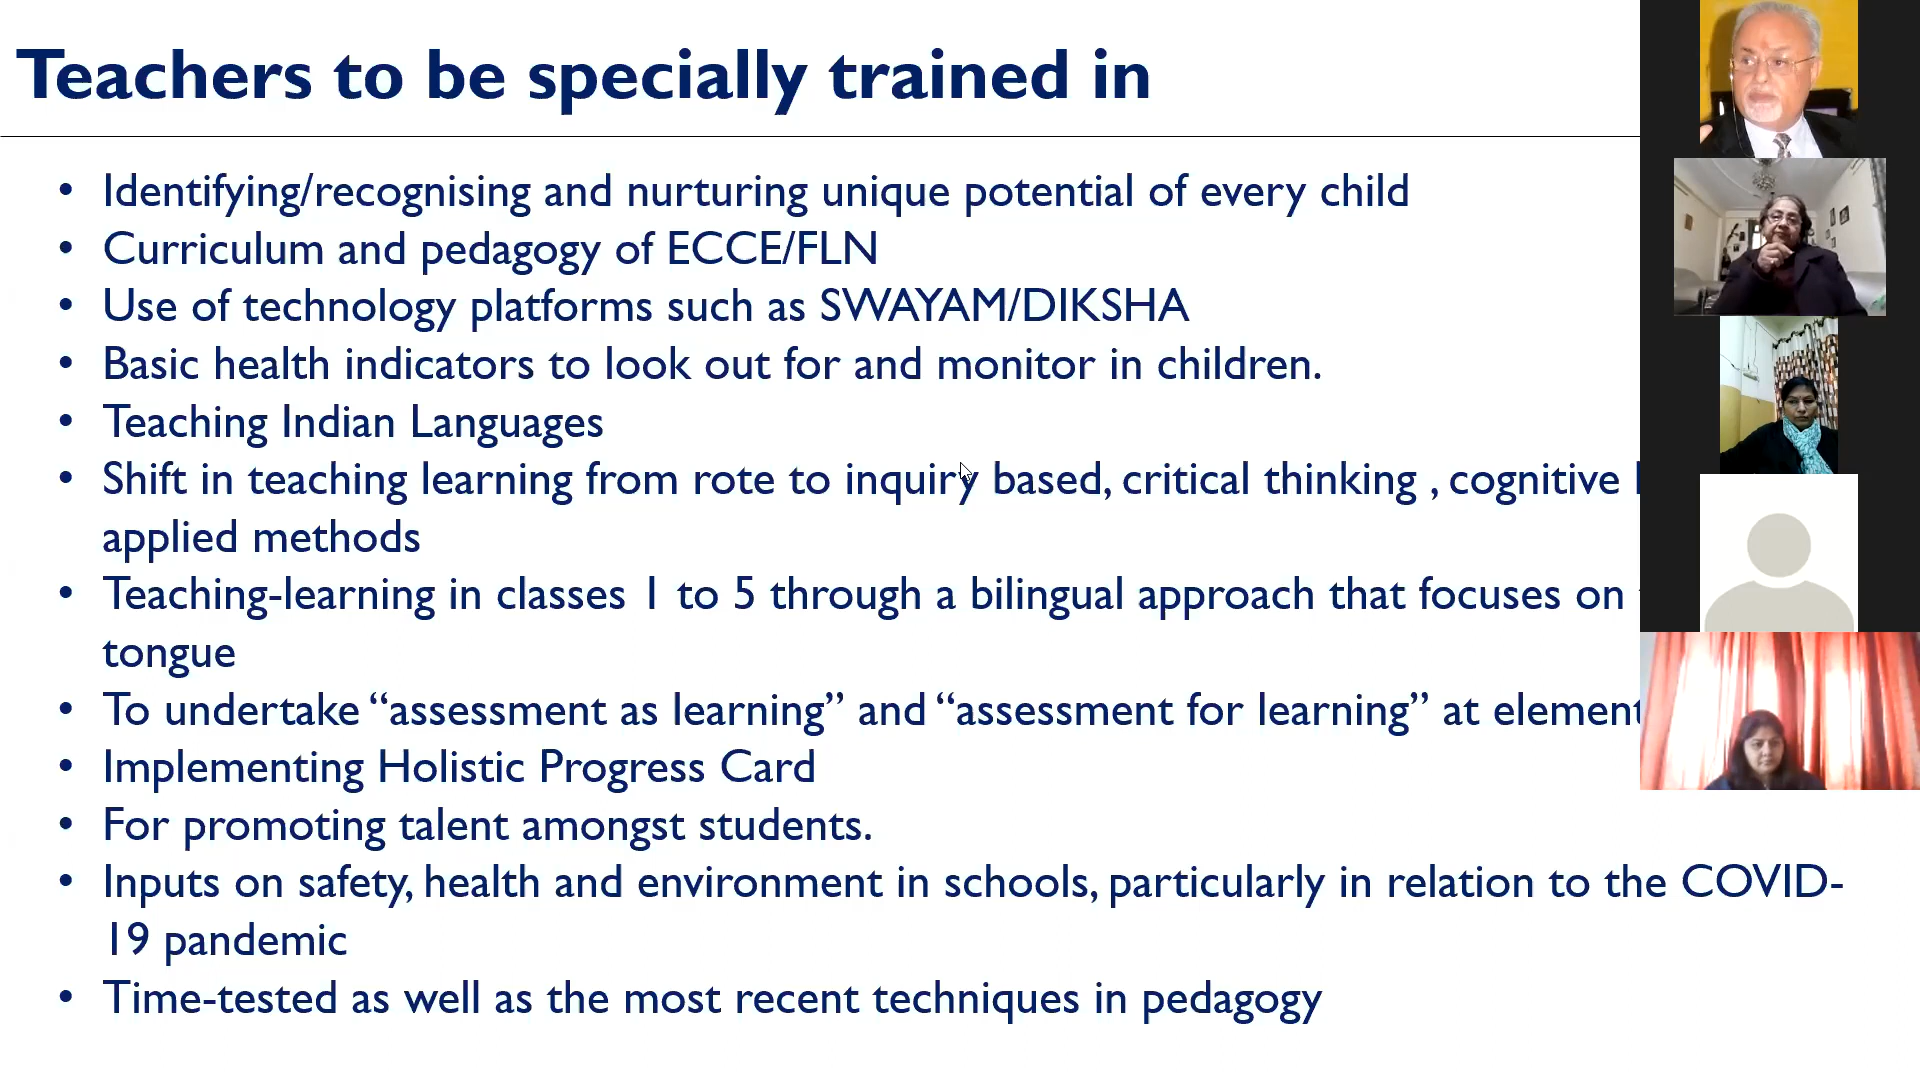 Teachers to be specially trained in
• Identifying/recognising and nurturing unique potential of every child
• Curriculum and pedagogy of ECCE/FLN
• Use of technology platforms such as SWAYAM/DIKSHA
• Basic health indicators to look out for and monitor in children.
• Teaching Indian Languages
• Shift in teaching learning from rote to inquiry based, critical thinking , cognitive
applied methods
• Teaching-learning in classes 1 to 5 through a bilingual approach that focuses on
tongue
• To undertake “assessment as learning” and “assessment for learning” at
• Implementing Holistic Progress Card
• For promoting talent amongst students.
• Inputs on safety, health and environment in schools, particularly in relation to the COVID-
19 pandemic
• Time-tested as well as the most recent techniques in pedagogy